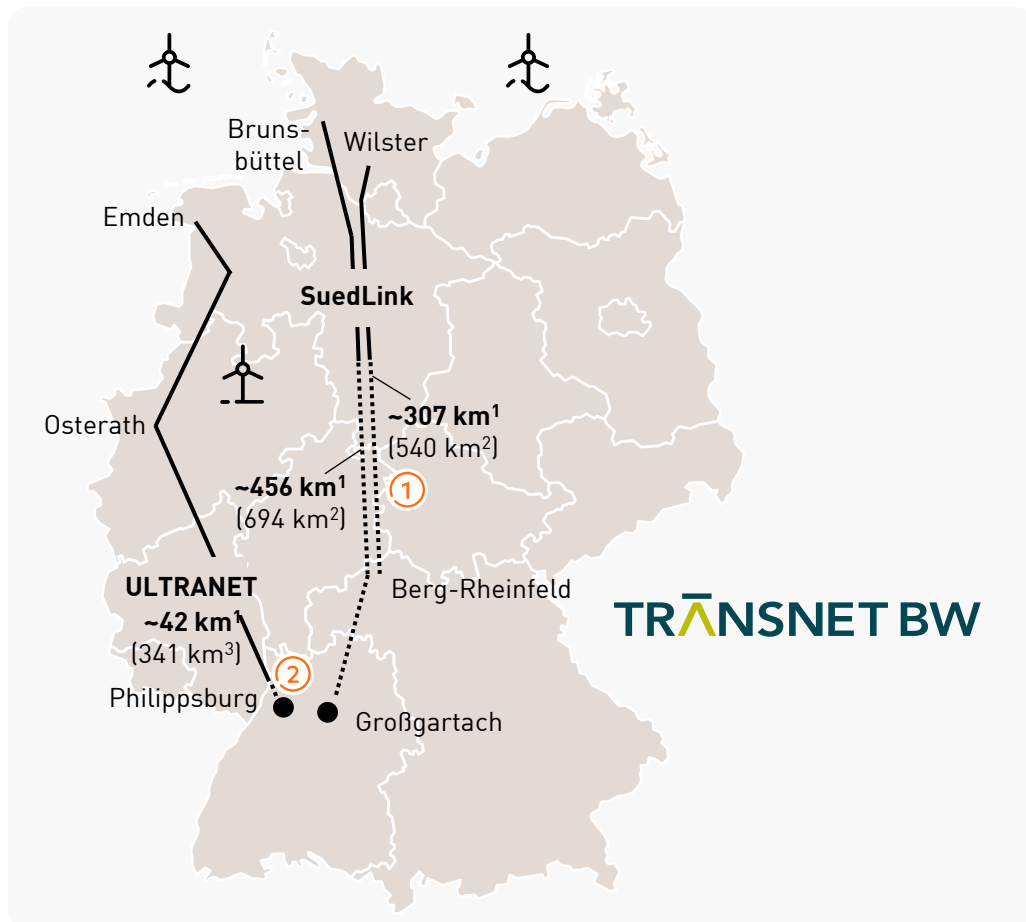 Bruns-
büttel
Wilster
Emden
SuedLink
Osterath
~307 km¹
(540 km²)
~456 km¹
(694 km²)
1
ULTRANET
~42 km¹
(341 km³)
Berg-Rheinfeld
TRANSNET BW
2
Philippsburg
Großgartach